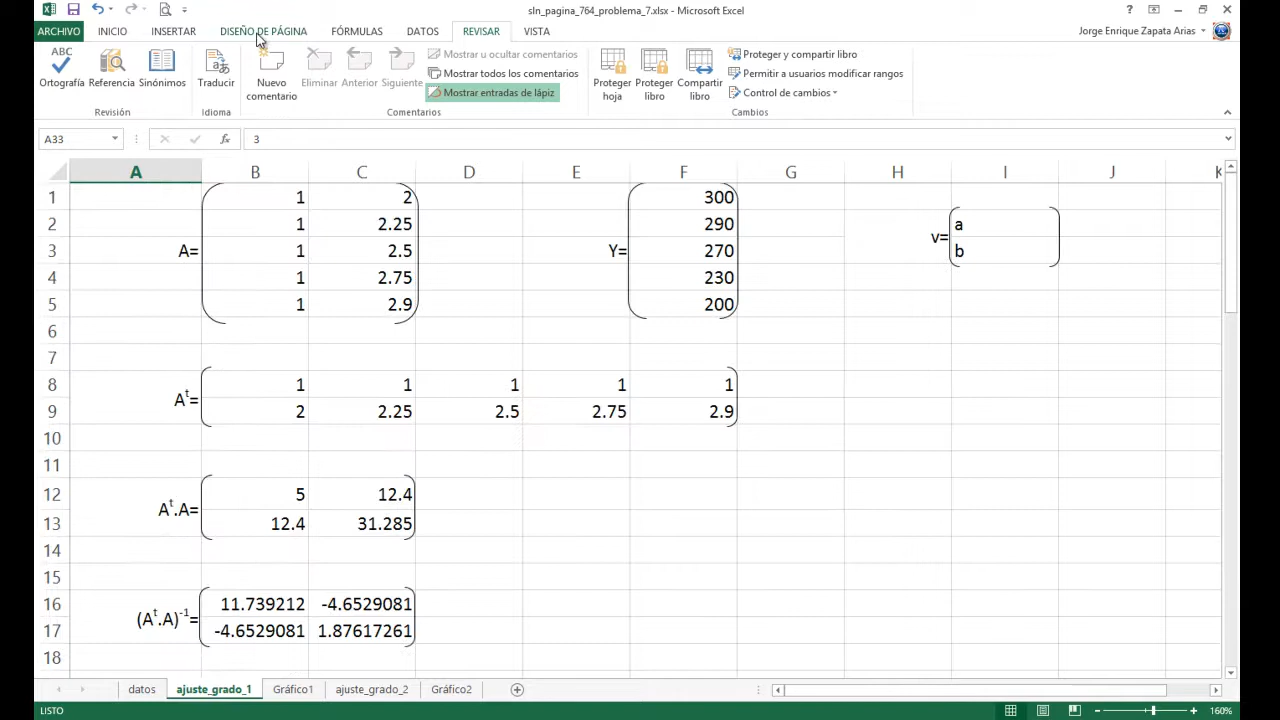 sln_pagina_764_problema_7.xlsx - Microsoft Excel
ARCHIVO INICIO INSERTAR DISEÑO DE PÁGINA FÓRMULAS DATOS REVISAR VISTA Jorge Enrique Zapata Arias
ABC
Ortografía Referencia Sinónimos Traducir Nuevo comentario Eliminar Anterior Siguiente
Mostrar u ocultar comentarios
Mostrar todos los comentarios
Mostrar entradas de lápiz
Proteger hoja Proteger libro Compartir libro
Proteger y compartir libro
Permitir a usuarios modificar rangos
Control de cambios
Revisión Idioma Comentarios Cambios
A33 fx 3
A B C D E F G H I J K
1 1 2 300
2 1 2.25 290 a
v=
3 A= 1 2.5 Y= 270 b
4 1 2.75 230
5 1 2.9 200
6
7
8 1 1 1 1 1
Aᵗ=
9 2 2.25 2.5 2.75 2.9
10
11
12 5 12.4
Aᵗ.A=
13 12.4 31.285
14
15
16 11.739212 -4.6529081
(Aᵗ.A)⁻¹=
17 -4.6529081 1.87617261
18
datos ajuste_grado_1 Gráfico1 ajuste_grado_2 Gráfico2
LISTO 160%